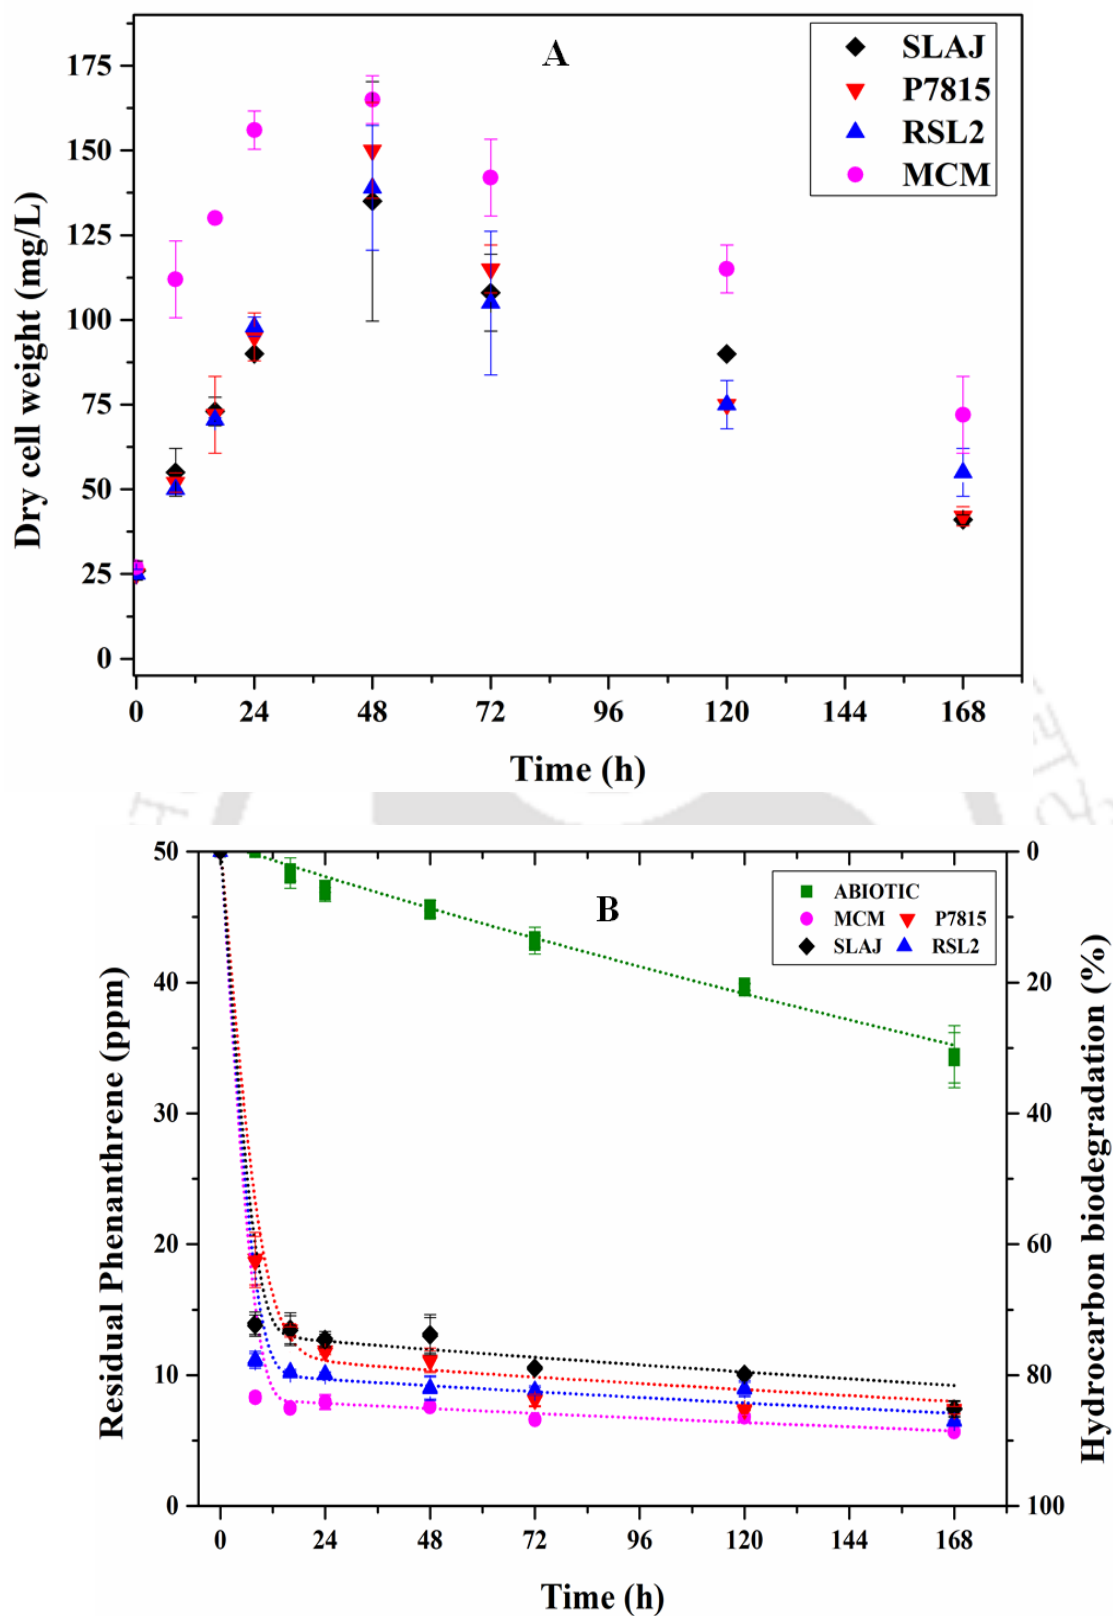 A
SLAJ
P7815
RSL2
MCM
175
150
125
100
75
50
25
0
Dry cell weight (mg/L)
0 24 48 72 96 120 144 168
Time (h)
B
ABIOTIC
MCM P7815
SLAJ RSL2
50
40
30
20
10
0
Residual Phenanthrene (ppm)
0
20
40
60
80
100
Hydrocarbon biodegradation (%)
0 24 48 72 96 120 144 168
Time (h)